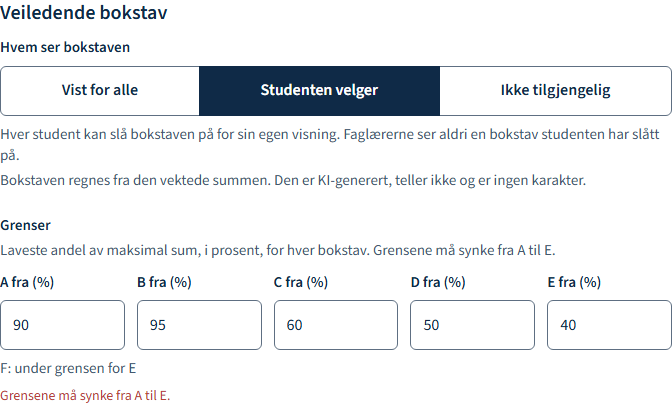 Veiledende bokstav
Hvem ser bokstaven
Vist for alle
Studenten velger
Ikke tilgjengelig
Hver student kan slå bokstaven på for sin egen visning. Faglærerne ser aldri en bokstav studenten har slått
på.
Bokstaven regnes fra den vektede summen. Den er KI-generert, teller ikke og er ingen karakter.
Grenser
Laveste andel av maksimal sum, i prosent, for hver bokstav. Grensene må synke fra A til E.
A fra (%) B fra (%) C fra (%) D fra (%) E fra (%)
90 95 60 50 40
F: under grensen for E
Grensene må synke fra A til E.